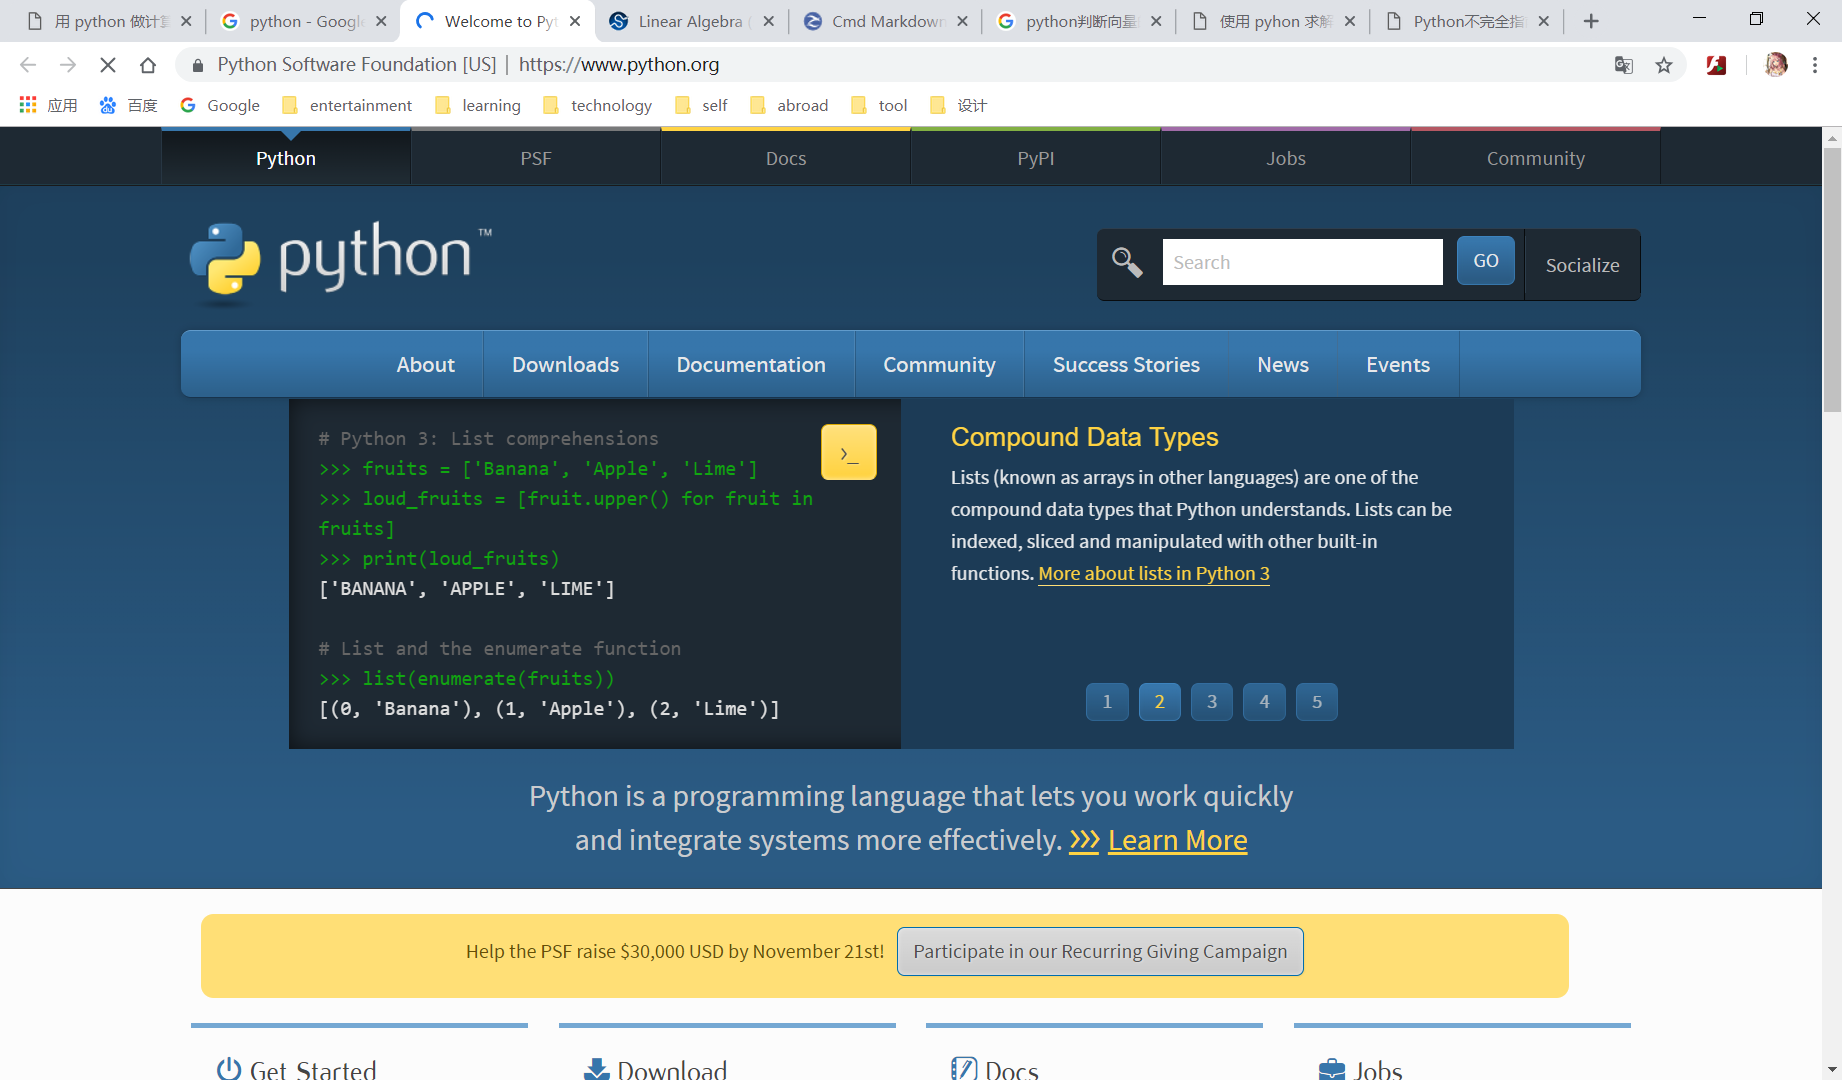 用 python 做计算
python - Google
Welcome to Pyt
Linear Algebra (
Cmd Markdown
python判断向量
使用 pyhon 求解
Python不完全指
Python Software Foundation [US] | https://www.python.org
应用 百度 Google entertainment learning technology self abroad tool 设计
Python PSF Docs PyPI Jobs Community
python™
Search GO Socialize
About Downloads Documentation Community Success Stories News Events
# Python 3: List comprehensions
>>> fruits = ['Banana', 'Apple', 'Lime']
>>> loud_fruits = [fruit.upper() for fruit in
fruits]
>>> print(loud_fruits)
['BANANA', 'APPLE', 'LIME']
# List and the enumerate function
>>> list(enumerate(fruits))
[(0, 'Banana'), (1, 'Apple'), (2, 'Lime')]
>_
Compound Data Types
Lists (known as arrays in other languages) are one of the
compound data types that Python understands. Lists can be
indexed, sliced and manipulated with other built-in
functions. More about lists in Python 3
1 2 3 4 5
Python is a programming language that lets you work quickly
and integrate systems more effectively. >>> Learn More
Help the PSF raise $30,000 USD by November 21st! Participate in our Recurring Giving Campaign
Get Started Download Docs Jobs